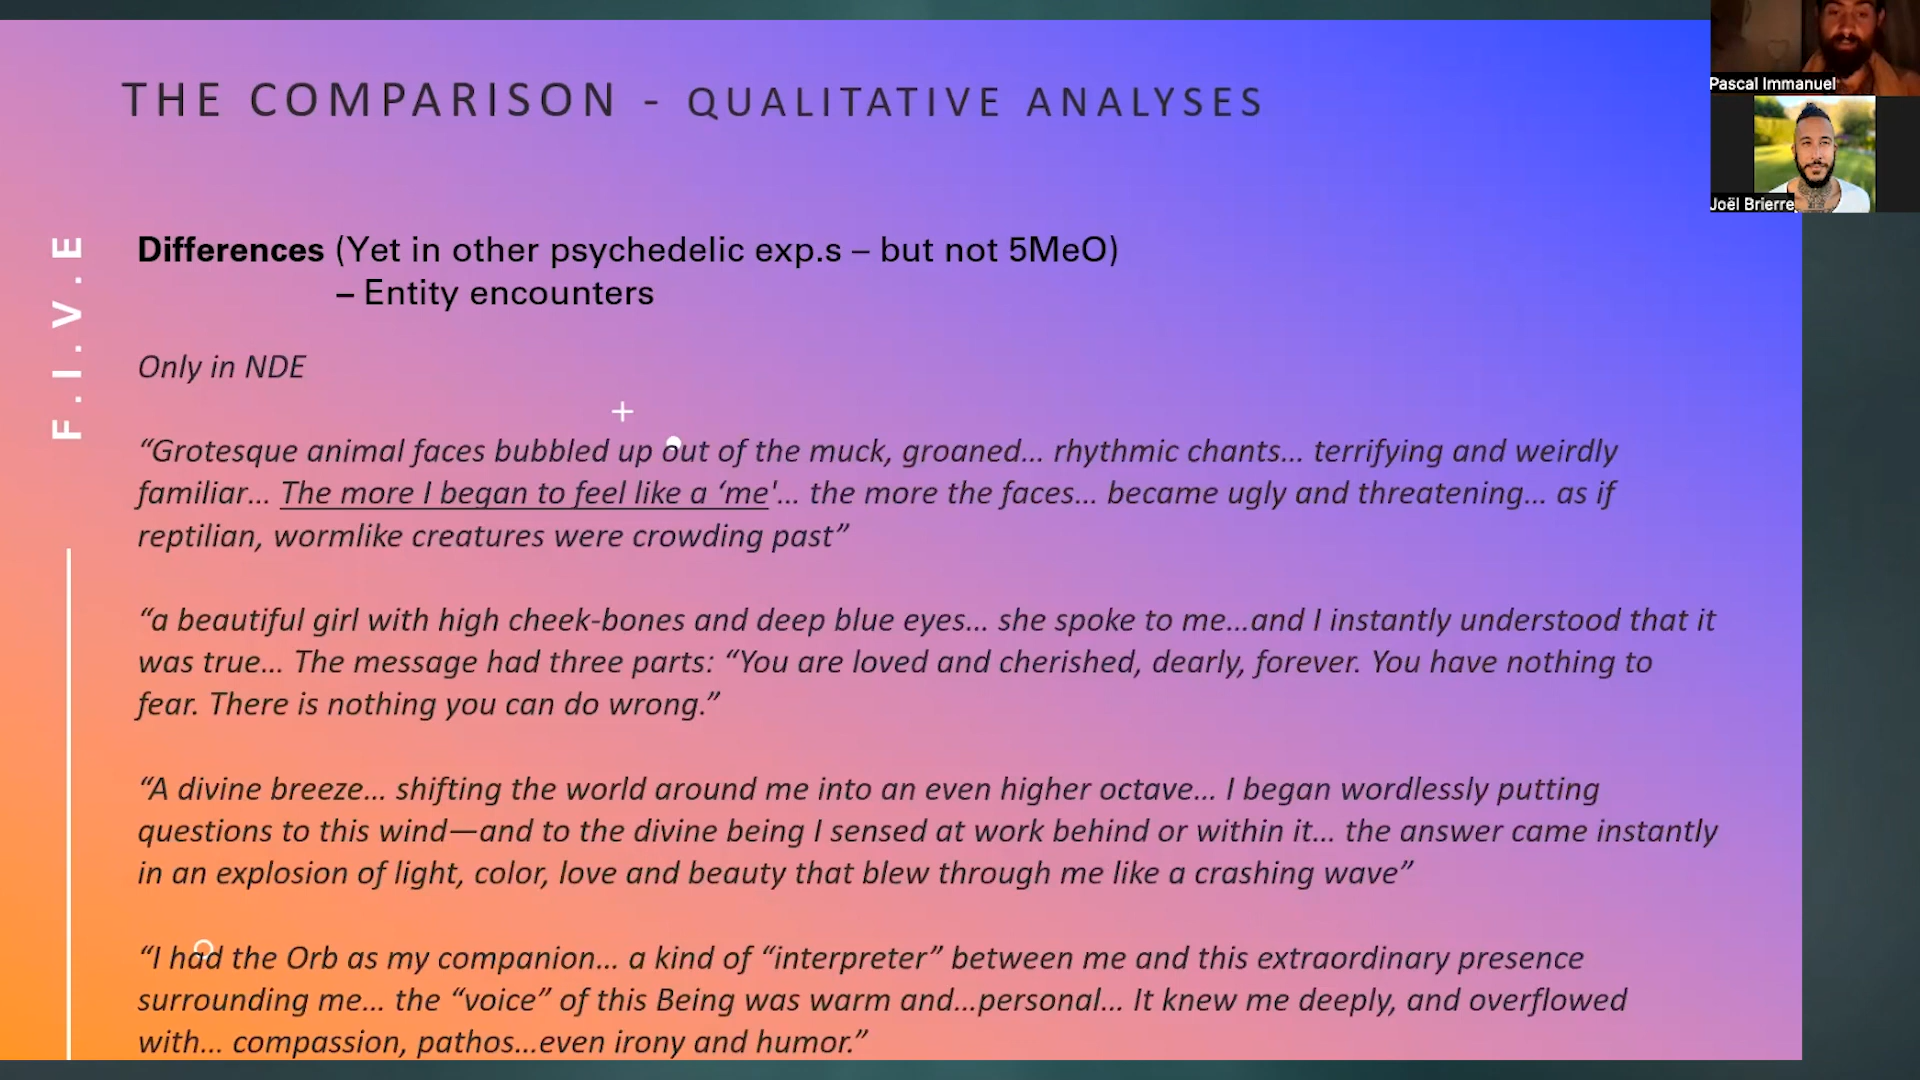 THE COMPARISON - QUALITATIVE ANALYSES
Pascal Immanuel
Joël Brierre
F.I.V.E
Differences (Yet in other psychedelic exp.s – but not 5MeO)
– Entity encounters
Only in NDE
“Grotesque animal faces bubbled up out of the muck, groaned... rhythmic chants... terrifying and weirdly
familiar... The more I began to feel like a ‘me'... the more the faces... became ugly and threatening... as if
reptilian, wormlike creatures were crowding past”
“a beautiful girl with high cheek-bones and deep blue eyes... she spoke to me...and I instantly understood that it
was true... The message had three parts: “You are loved and cherished, dearly, forever. You have nothing to
fear. There is nothing you can do wrong.”
“A divine breeze... shifting the world around me into an even higher octave... I began wordlessly putting
questions to this wind—and to the divine being I sensed at work behind or within it... the answer came instantly
in an explosion of light, color, love and beauty that blew through me like a crashing wave”
“I had the Orb as my companion... a kind of “interpreter” between me and this extraordinary presence
surrounding me... the “voice” of this Being was warm and...personal... It knew me deeply, and overflowed
with... compassion, pathos...even irony and humor.”